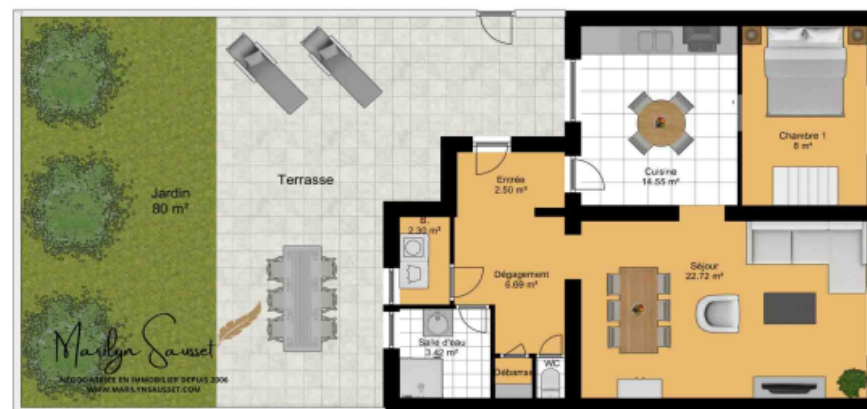 Chambre 1
8 m²
Cuisine
14.55 m²
Entrée
2.50 m²
Terrasse
Jardin
80 m²
B.
2.30 m²
Dégagement
6.69 m²
Séjour
22.72 m²
Salle d'eau
3.42 m²
Débarras
WC
Marilyn Sausset
NÉGOCIATRICE EN IMMOBILIER DEPUIS 2006
WWW.MARILYNSAUSSET.COM